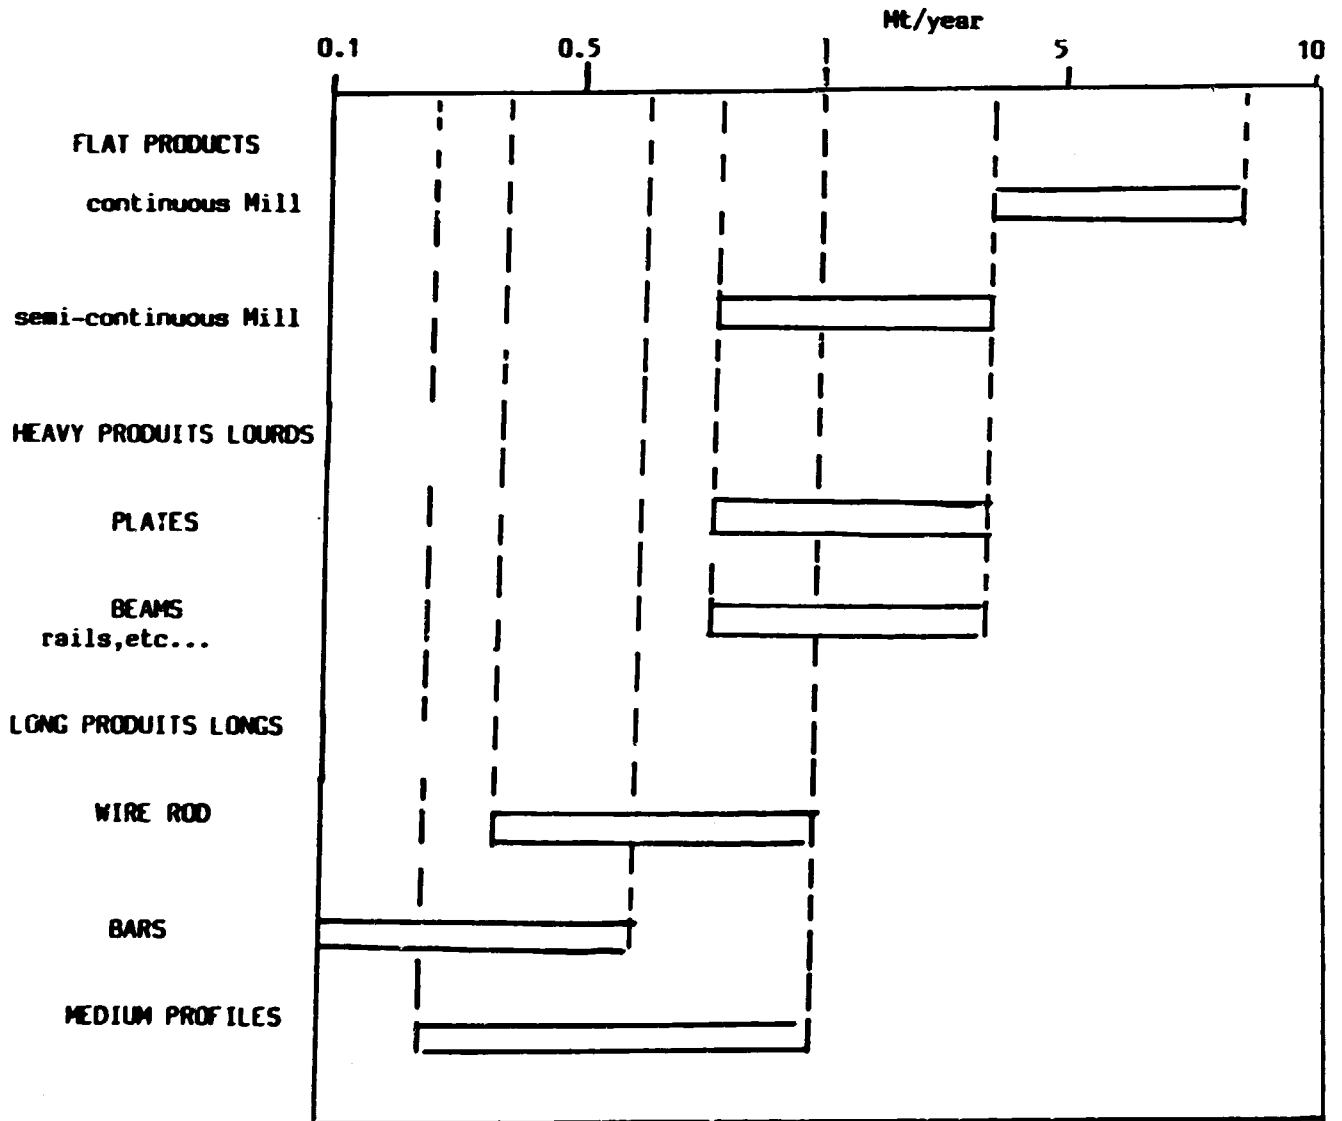 Mt/year
0.1 0.5 1 5 10
FLAT PRODUCTS
continuous Mill
semi-continuous Mill
HEAVY PRODUITS LOURDS
PLATES
BEAMS
rails,etc...
LONG PRODUITS LONGS
WIRE ROD
BARS
MEDIUM PROFILES